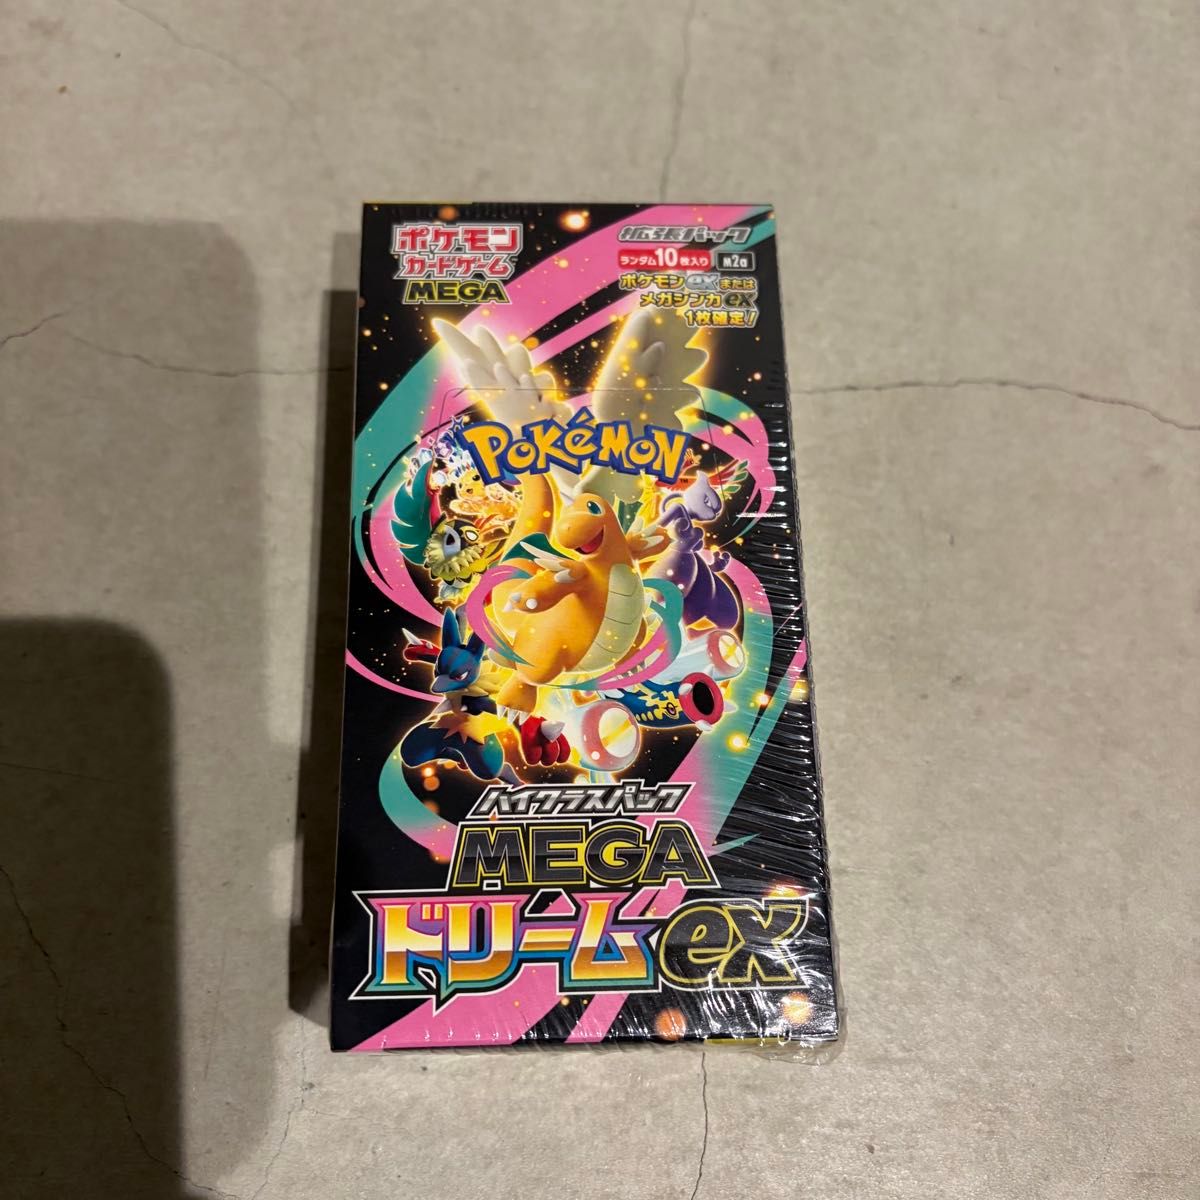 ポケモン
カードゲーム
MEGA
拡張パック
ランダム10枚入り M2a
ポケモンexまたは
メガシンカex
1枚確定!
POKéMON
TM
ハイクラスパック
MEGA
ドリームex